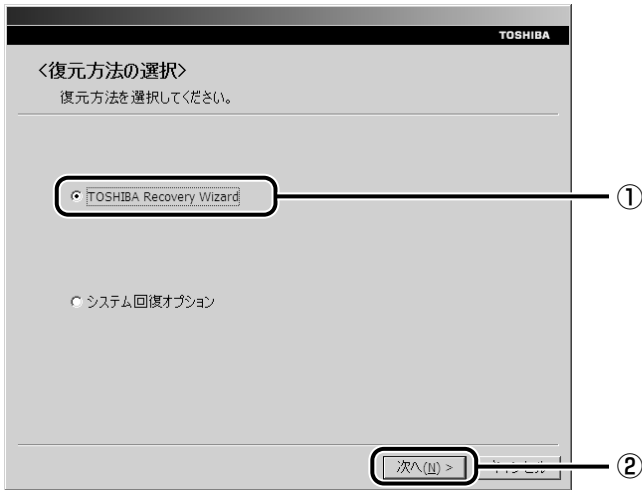 TOSHIBA
<復元方法の選択>
復元方法を選択してください。
TOSHIBA Recovery Wizard
①
システム回復オプション
次へ(N) >
②